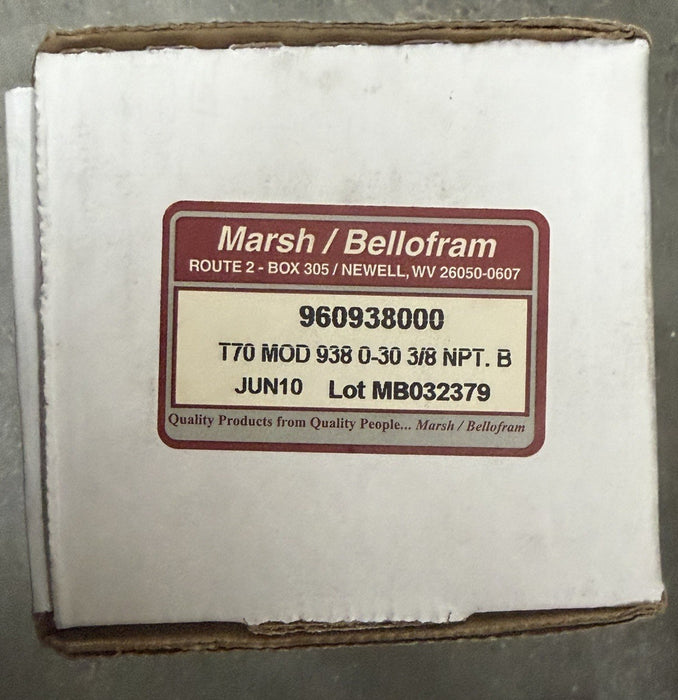 Marsh / Bellofram
ROUTE 2 - BOX 305 / NEWELL, WV 26050-0607
960938000
T70 MOD 938 0-30 3/8 NPT. B
JUN10 Lot MB032379
Quality Products from Quality People... Marsh / Bellofram